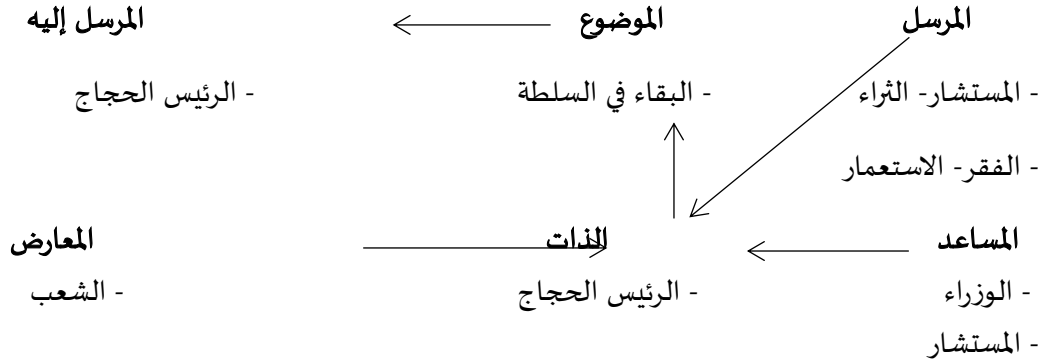 المرسل الموضوع المرسل إليه
- المستشار- الثراء - البقاء في السلطة - الرئيس الحجاج
- الفقر- الاستعمار
المساعد الذات المعارض
- الوزراء - الرئيس الحجاج - الشعب
- المستشار